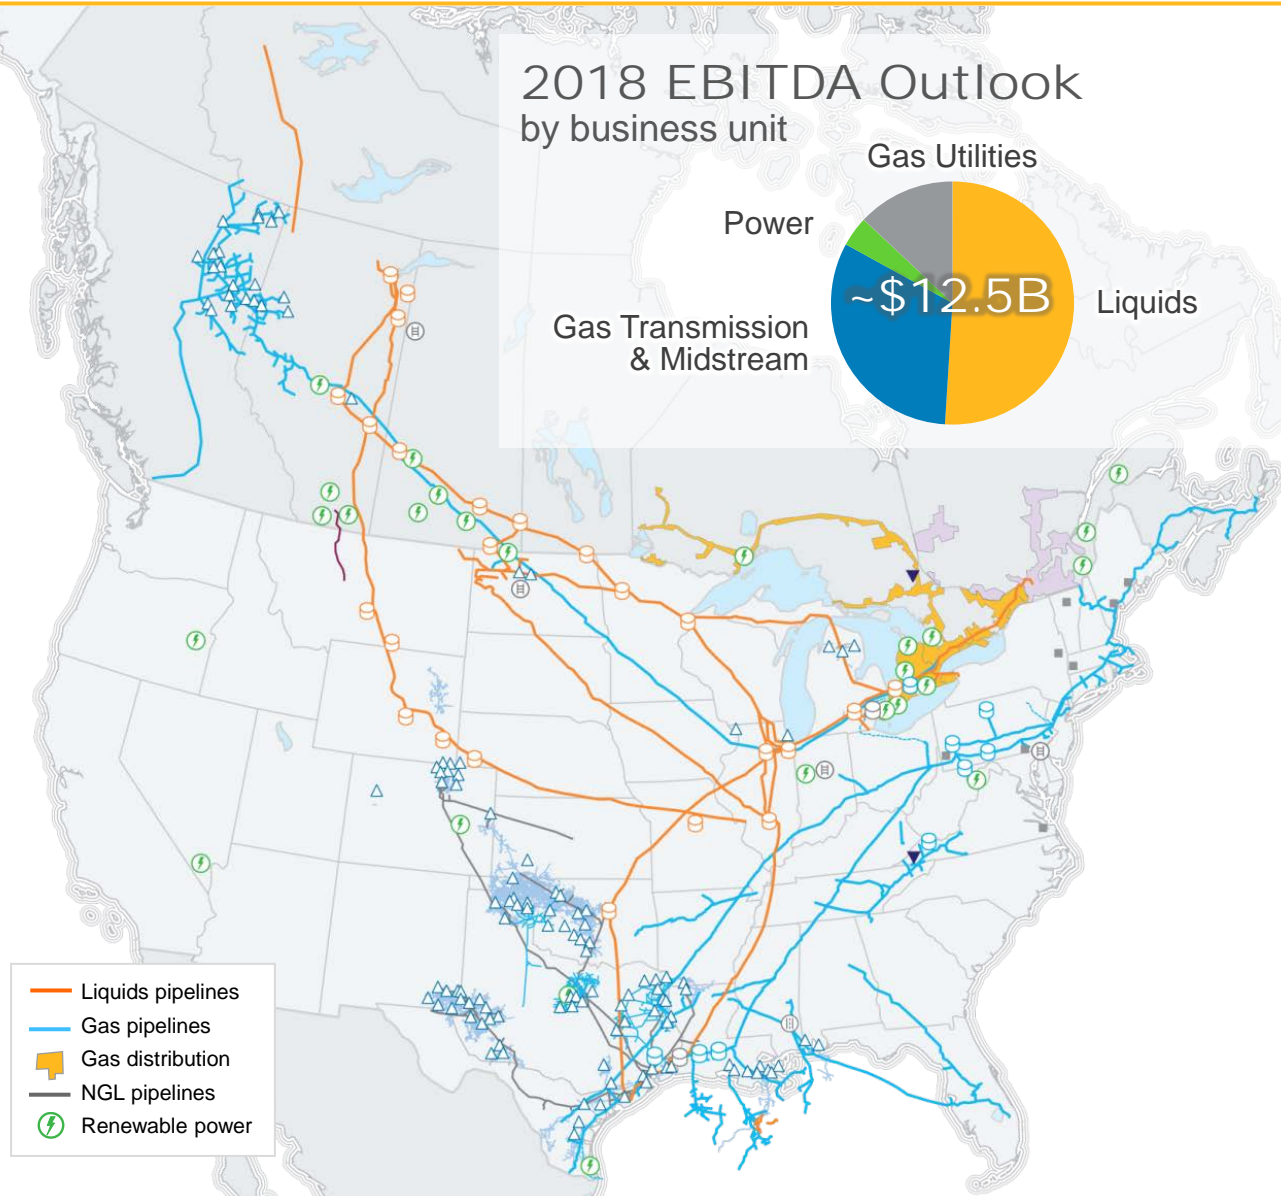 2018 EBITDA Outlook
by business unit
Gas Utilities
Power
~$12.5B
Liquids
Gas Transmission
& Midstream
Liquids pipelines
Gas pipelines
Gas distribution
NGL pipelines
Renewable power